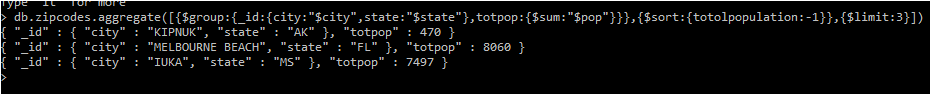 Type "it" for more
> db.zipcodes.aggregate([{$group:{_id:{city:"$city",state:"$state"},totpop:{$sum:"$pop"}}},{$sort:{totolpopulation:-1}},{$limit:3}])
{ "_id" : { "city" : "KIPNUK", "state" : "AK" }, "totpop" : 470 }
{ "_id" : { "city" : "MELBOURNE BEACH", "state" : "FL" }, "totpop" : 8060 }
{ "_id" : { "city" : "IUKA", "state" : "MS" }, "totpop" : 7497 }
>